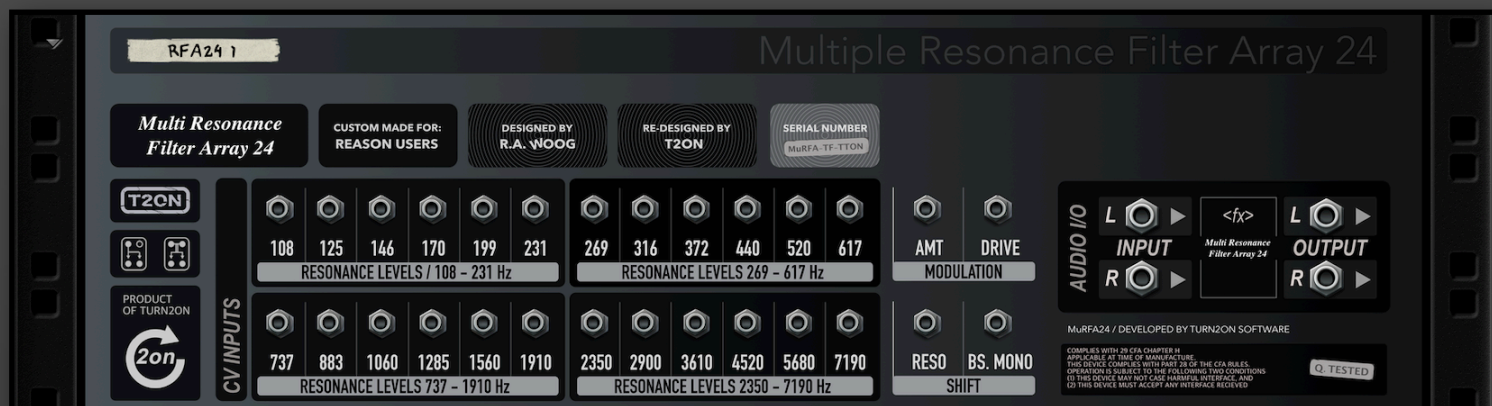 RFA24 1
Multiple Resonance Filter Array 24
Multi Resonance
Filter Array 24
CUSTOM MADE FOR:
REASON USERS
DESIGNED BY
R.A. WOOG
RE-DESIGNED BY
T2ON
SERIAL NUMBER
MuRFA-TF-TTON
T2ON
PRODUCT
OF TURN2ON
2on
CV INPUTS
108 125 146 170 199 231
RESONANCE LEVELS / 108 – 231 Hz
269 316 372 440 520 617
RESONANCE LEVELS 269 – 617 Hz
AMT DRIVE
MODULATION
737 883 1060 1285 1560 1910
RESONANCE LEVELS 737 – 1910 Hz
2350 2900 3610 4520 5680 7190
RESONANCE LEVELS 2350 – 7190 Hz
RESO BS. MONO
SHIFT
AUDIO I/O
L
INPUT
R
<fx>
Multi Resonance
Filter Array 24
L
OUTPUT
R
MuRFA24 / DEVELOPED BY TURN2ON SOFTWARE
COMPLIES WITH 29 CFA CHAPTER H
APPLICABLE AT TIME OF MANUFACTURE.
THIS DEVICE COMPLIES WITH PART 28 OF THE CFA RULES.
OPERATION IS SUBJECT TO THE FOLLOWING TWO CONDITIONS
(1) THIS DEVICE MAY NOT CASE HARMFUL INTERFACE, AND
(2) THIS DEVICE MUST ACCEPT ANY INTERFACE RECIEVED
Q. TESTED